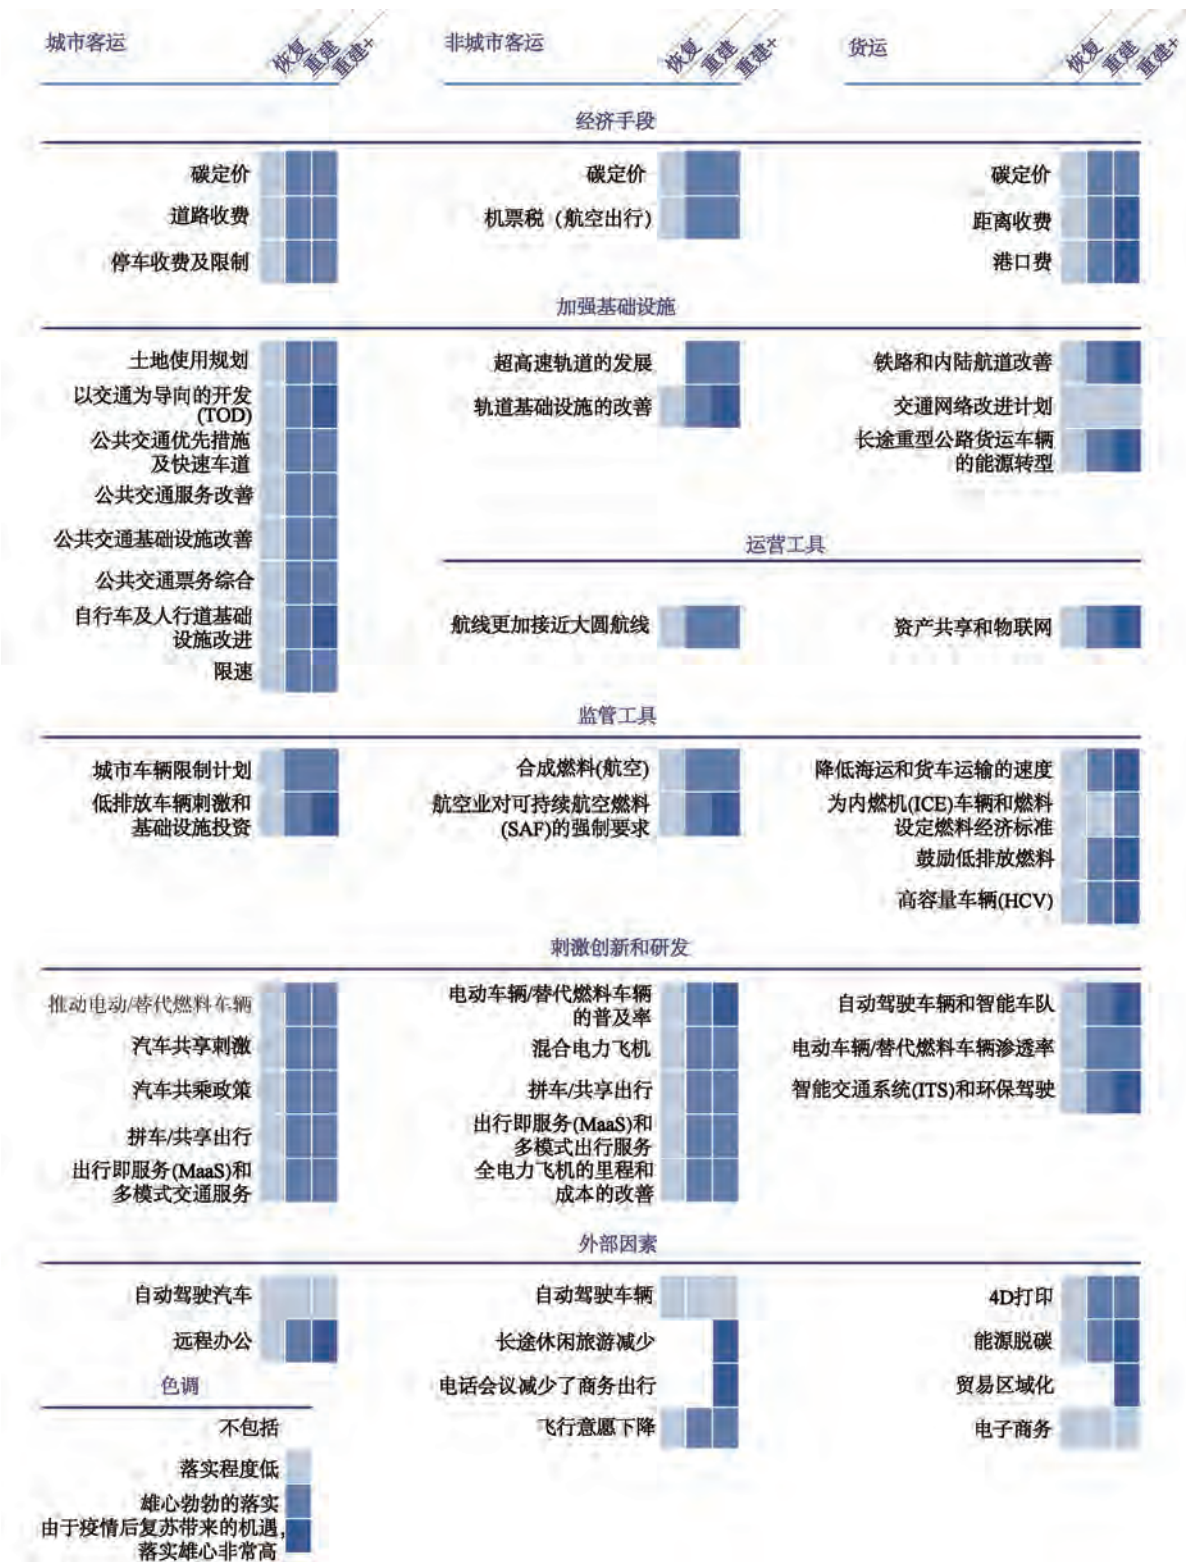 城市客运
恢复
重建
重建+
非城市客运
恢复
重建
重建+
货运
恢复
重建
重建+
经济手段
碳定价
道路收费
停车收费及限制
碳定价
机票税（航空出行）
碳定价
距离收费
港口费
加强基础设施
土地使用规划
以交通为导向的开发
(TOD)
公共交通优先措施
及快速车道
公共交通服务改善
公共交通基础设施改善
公共交通票务综合
自行车及人行道基础
设施改进
限速
超高速轨道的发展
轨道基础设施的改善
铁路和内陆航道改善
交通网络改进计划
长途重型公路货运车辆
的能源转型
运营工具
航线更加接近大圆航线
资产共享和物联网
监管工具
城市车辆限制计划
低排放车辆刺激和
基础设施投资
合成燃料(航空)
航空业对可持续航空燃料
(SAF)的强制要求
降低海运和货车运输的速度
为内燃机(ICE)车辆和燃料
设定燃料经济标准
鼓励低排放燃料
高容量车辆(HCV)
刺激创新和研发
推动电动/替代燃料车辆
汽车共享刺激
汽车共乘政策
拼车/共享出行
出行即服务(MaaS)和
多模式交通服务
电动车辆/替代燃料车辆
的普及率
混合电力飞机
拼车/共享出行
出行即服务(MaaS)和
多模式出行服务
全电力飞机的里程和
成本的改善
自动驾驶车辆和智能车队
电动车辆/替代燃料车辆渗透率
智能交通系统(ITS)和环保驾驶
外部因素
自动驾驶汽车
远程办公
自动驾驶车辆
长途休闲旅游减少
电话会议减少了商务出行
飞行意愿下降
4D打印
能源脱碳
贸易区域化
电子商务
色调
不包括
落实程度低
雄心勃勃的落实
由于疫情后复苏带来的机遇,
落实雄心非常高